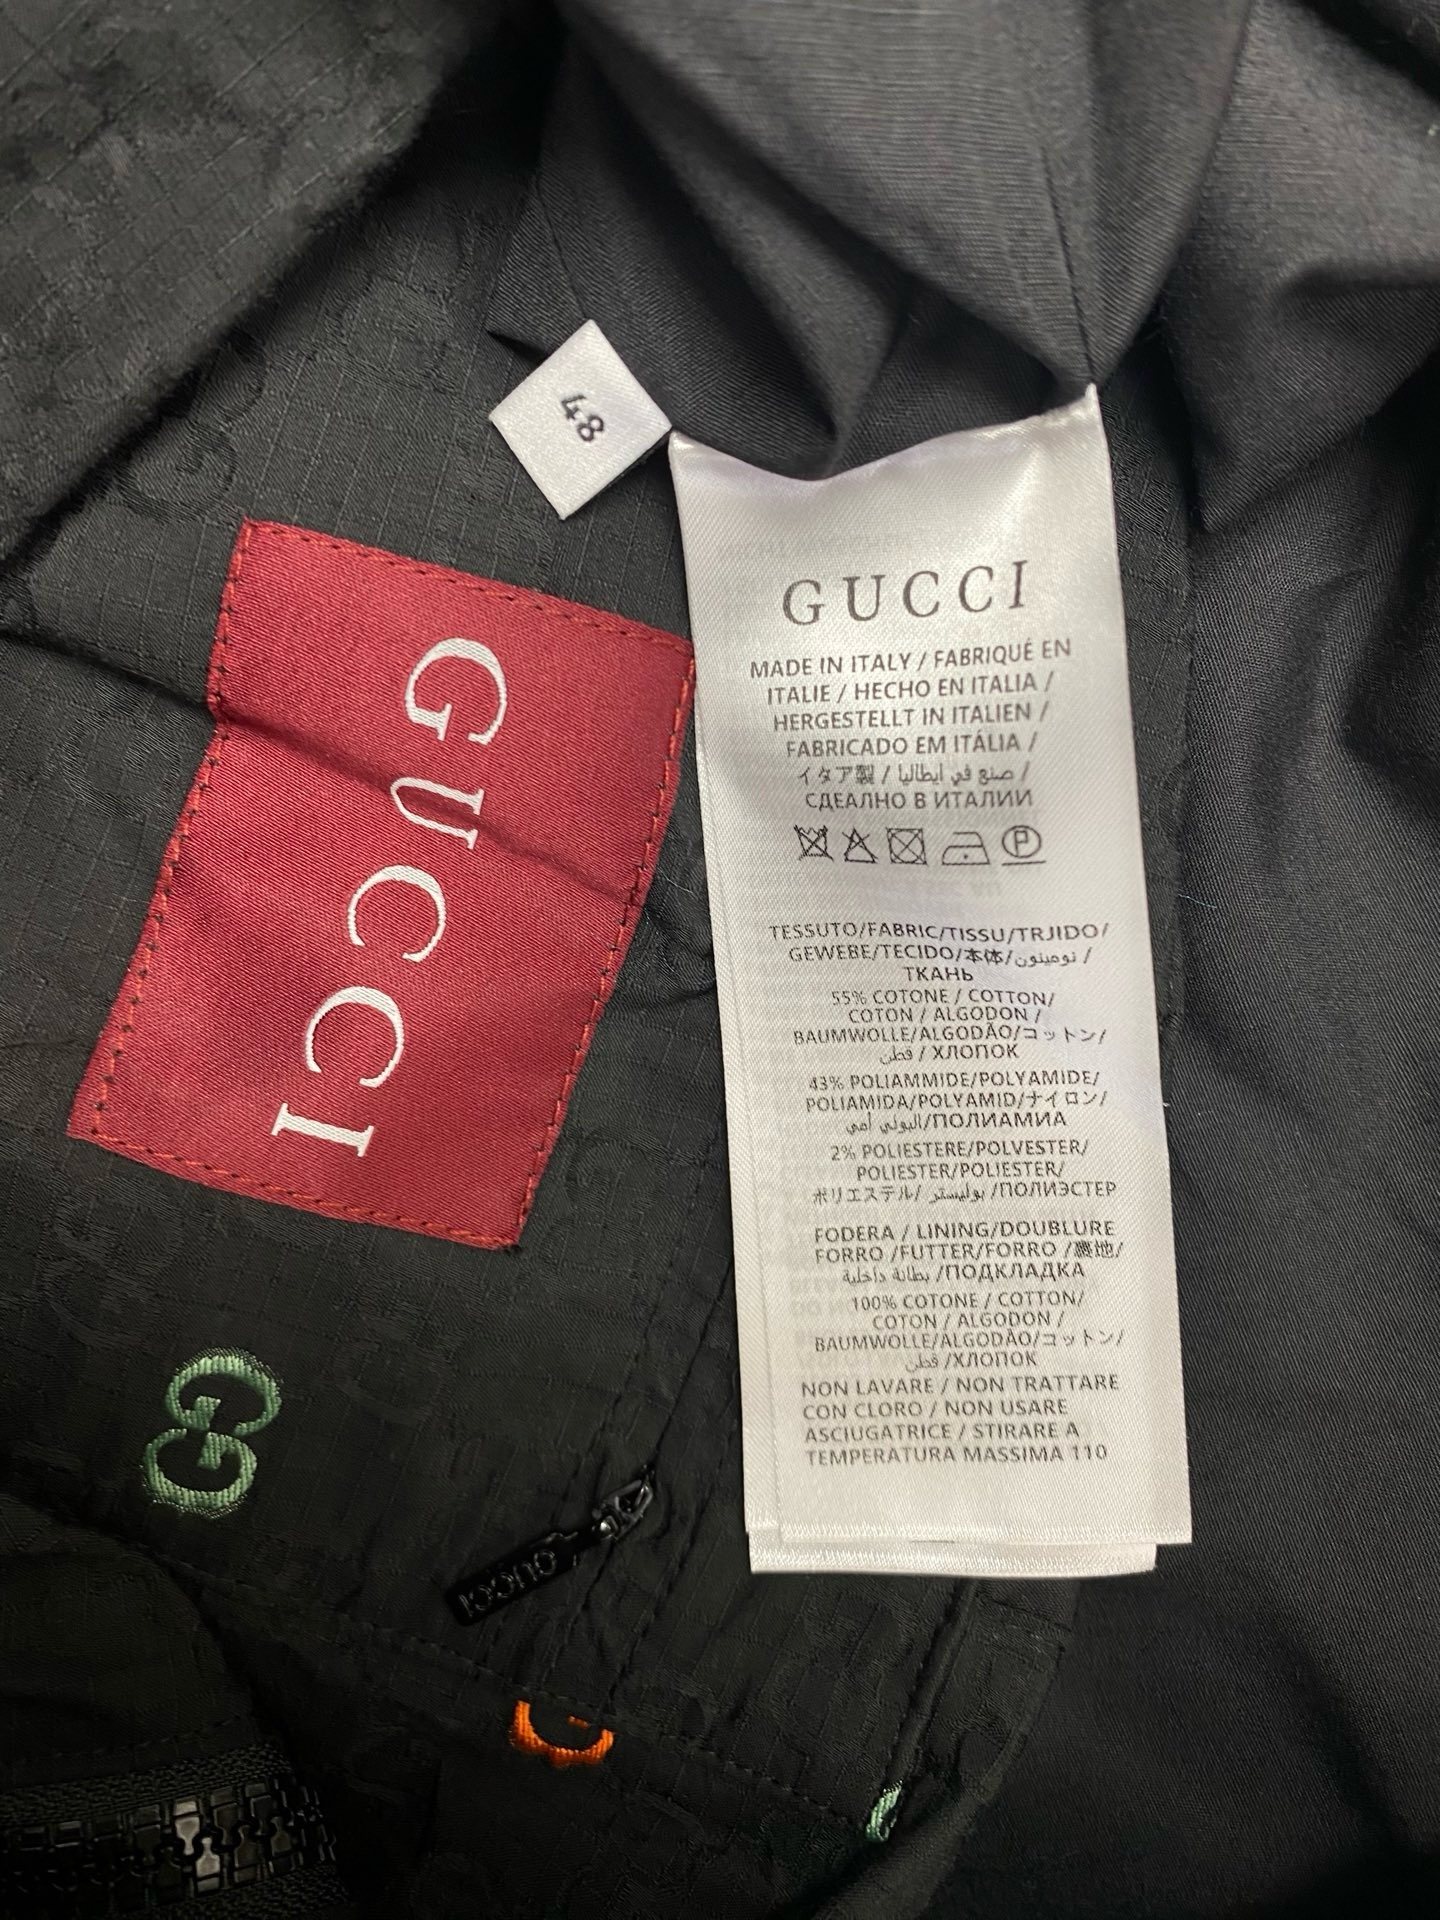 48
GUCCI
GUCCI
MADE IN ITALY / FABRIQUÉ EN
ITALIE / HECHO EN ITALIA /
HERGESTELLT IN ITALIEN /
FABRICADO EM ITÁLIA /
イタア製 / صنع في ايطاليا /
СДЕАЛНО В ИТАЛИИ
P
TESSUTO/FABRIC/TISSU/TRJIDO/
GEWEBE/TECIDO/本体/نومينون /
ТКАНЬ
55% COTONE / COTTON/
COTON / ALGODON /
BAUMWOLLE/ALGODÃO/コットン/
قطن / ХЛОПОК
43% POLIAMMIDE/POLYAMIDE/
POLIAMIDA/POLYAMID/ナイロン/
البولي أمي/ПОЛИАМИА
2% POLIESTERE/POLVESTER/
POLIESTER/POLIESTER/
ポリエステル/ بوليستر /ПОЛИЭСТЕР
FODERA / LINING/DOUBLURE
FORRO /FUTTER/FORRO /裏地/
بطانة داخلية /ПОДКЛАДКА
100% COTONE / COTTON/
COTON / ALGODON /
BAUMWOLLE/ALGODÃO/コットン/
قطن /ХЛОПОК
NON LAVARE / NON TRATTARE
CON CLORO / NON USARE
ASCIUGATRICE / STIRARE A
TEMPERATURA MASSIMA 110
GG
GUCCI
G